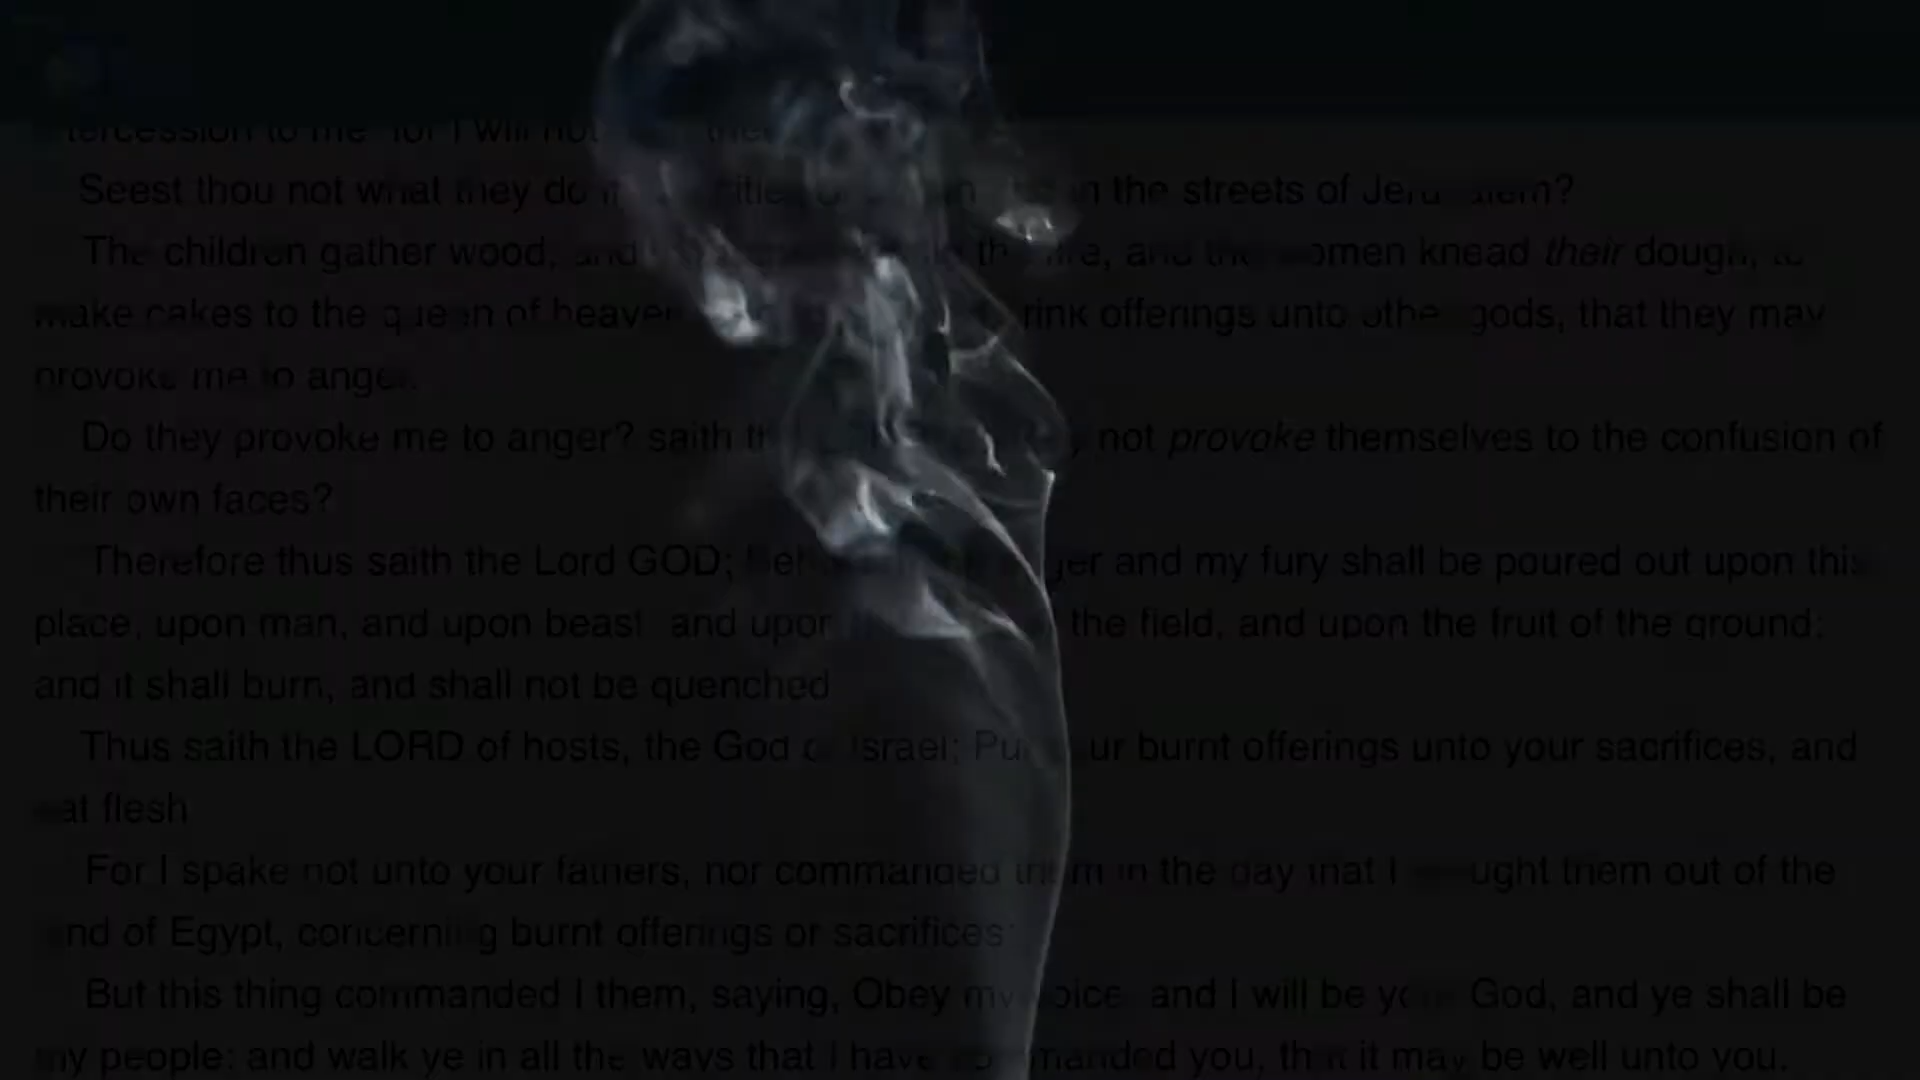 to me for I will not
Seest thou not what they do in the streets of Jerusalem?
The children gather wood, and the fire, and the women knead their dough, to
make cakes to the queen of heaven drink offerings unto other gods, that they may
provoke me to anger.
Do they provoke me to anger? saith not provoke themselves to the confusion of
their own faces?
Therefore thus saith the Lord GOD; and my fury shall be poured out upon this
place, upon man, and upon beast, and upon the field, and upon the fruit of the ground;
and it shall burn, and shall not be quenched
Thus saith the LORD of hosts, the God of Israel; burnt offerings unto your sacrifices, and
eat flesh
For I spake not unto your fathers, nor commanded them in the day that I brought them out of the
land of Egypt, concerning burnt offerings or sacrifices:
But this thing commanded I them, saying, Obey my voice, and I will be your God, and ye shall be
my people: and walk ye in all the ways that I have commanded you, that it may be well unto you.